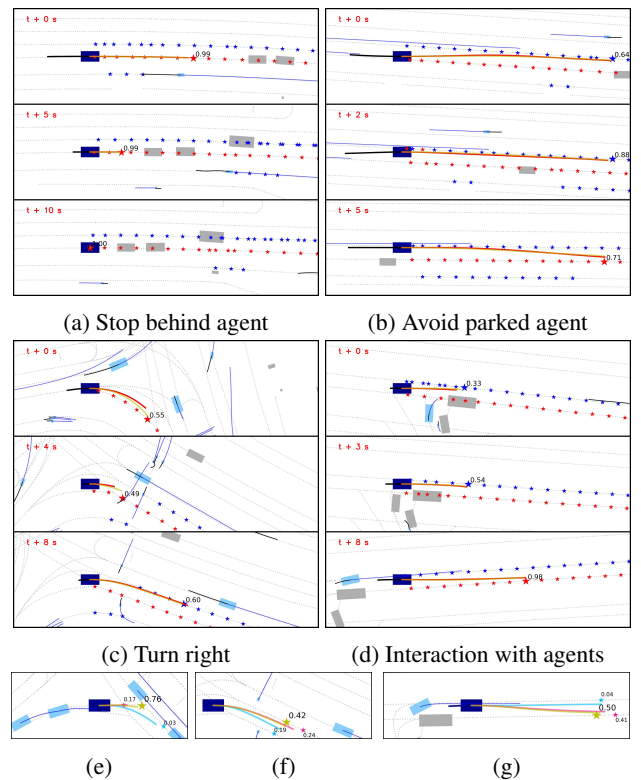 t + 0 s
0.99
t + 5 s
0.99
t + 10 s
(a) Stop behind agent
t + 0 s
0.64
t + 2 s
0.88
t + 5 s
0.71
(b) Avoid parked agent
t + 0 s
0.55
t + 4 s
0.49
t + 8 s
0.60
(c) Turn right
t + 0 s
0.33
t + 3 s
0.54
t + 8 s
0.98
(d) Interaction with agents
0.17 0.76
0.03
(e)
0.42
0.19 0.24
(f)
0.04
0.50 0.41
(g)